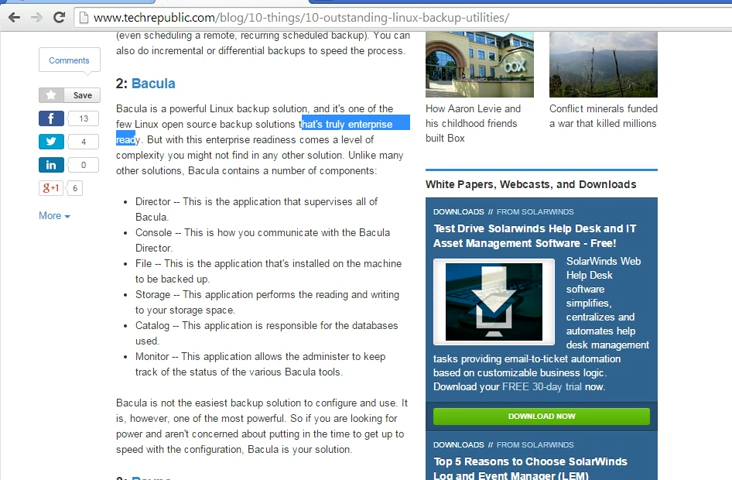 www.techrepublic.com/blog/10-things/10-outstanding-linux-backup-utilities/
(even scheduling a remote, recurring scheduled backup). You can
also do incremental or differential backups to speed the process.
Comments
Save
13
4
0
6
More
2: Bacula
Bacula is a powerful Linux backup solution, and it's one of the
few Linux open source backup solutions that's truly enterprise
ready. But with this enterprise readiness comes a level of
complexity you might not find in any other solution. Unlike many
other solutions, Bacula contains a number of components:
Director -- This is the application that supervises all of
Bacula.
Console -- This is how you communicate with the Bacula
Director.
File -- This is the application that's installed on the machine
to be backed up.
Storage -- This application performs the reading and writing
to your storage space.
Catalog -- This application is responsible for the databases
used.
Monitor -- This application allows the administer to keep
track of the status of the various Bacula tools.
Bacula is not the easiest backup solution to configure and use. It
is, however, one of the most powerful. So if you are looking for
power and aren't concerned about putting in the time to get up to
speed with the configuration, Bacula is your solution.
box
How Aaron Levie and
his childhood friends
built Box
Conflict minerals funded
a war that killed millions
White Papers, Webcasts, and Downloads
DOWNLOADS // FROM SOLARWINDS
Test Drive Solarwinds Help Desk and IT
Asset Management Software - Free!
SolarWinds Web
Help Desk
software
simplifies,
centralizes and
automates help
desk management
tasks providing email-to-ticket automation
based on customizable business logic.
Download your FREE 30-day trial now.
DOWNLOAD NOW
DOWNLOADS // FROM SOLARWINDS
Top 5 Reasons to Choose SolarWinds
Log and Event Manager (LEM)